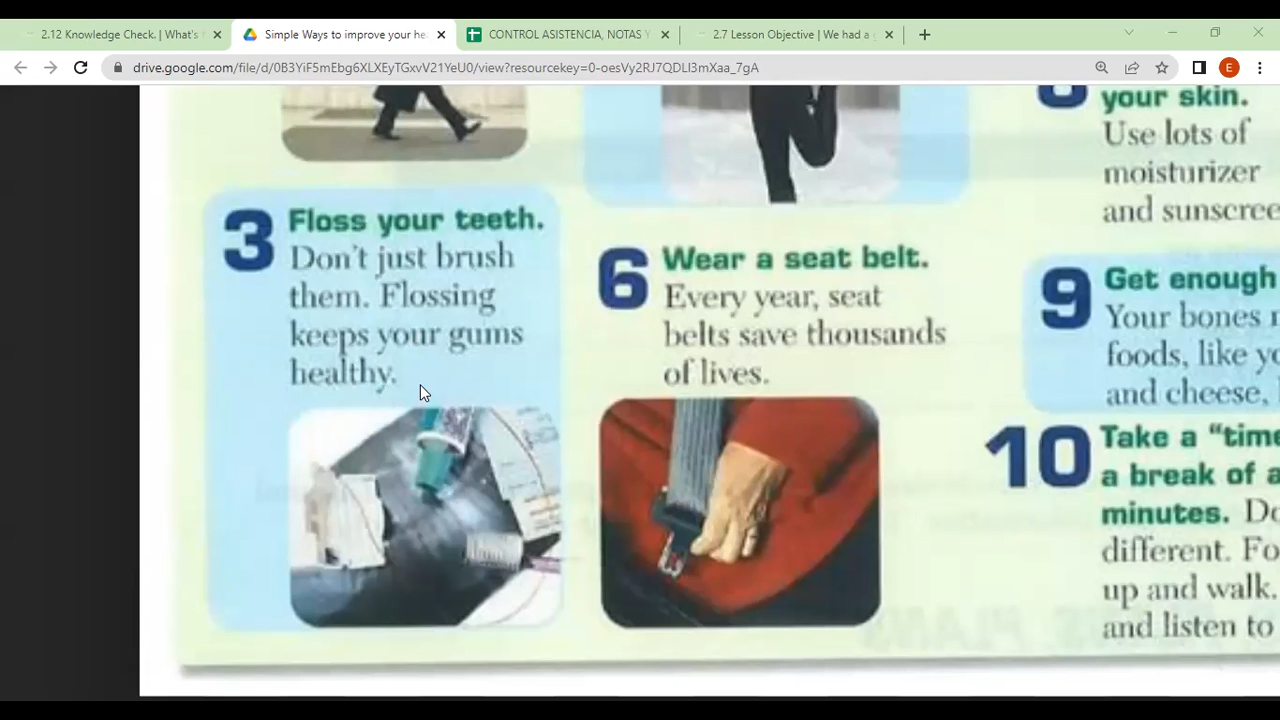 2.12 Knowledge Check. | What's
Simple Ways to improve your he
CONTROL ASISTENCIA, NOTAS Y
2.7 Lesson Objective | We had a g
drive.google.com/file/d/0B3YiF5mEbg6XLXEyTGxvV21YeU0/view?resourcekey=0-oesVy2RJ7QDLI3mXaa_7gA
E
3 Floss your teeth.
Don't just brush
them. Flossing
keeps your gums
healthy.
6 Wear a seat belt.
Every year, seat
belts save thousands
of lives.
8 your skin.
Use lots of
moisturizer
and sunscree
9 Get enough
Your bones n
foods, like yo
and cheese,
10 Take a "time
a break of a
minutes. Do
different. Fo
up and walk.
and listen to